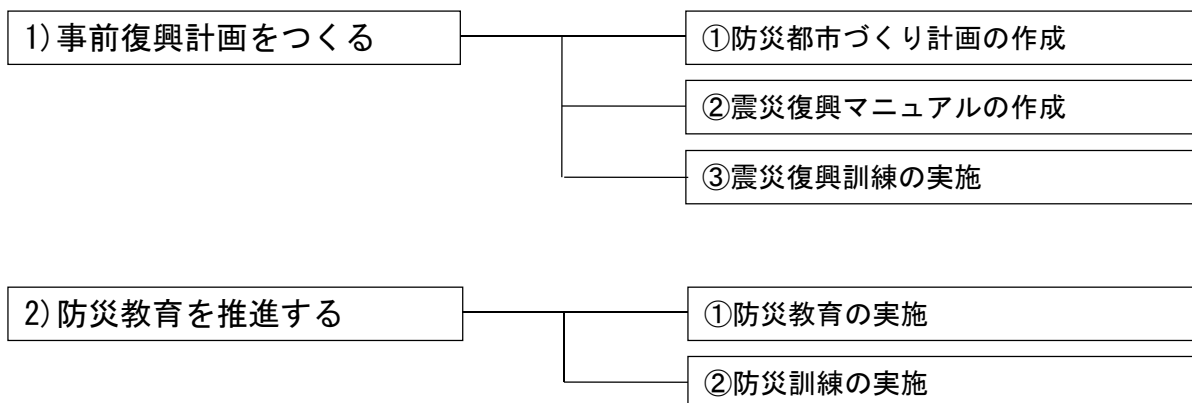 1)事前復興計画をつくる
①防災都市づくり計画の作成
②震災復興マニュアルの作成
③震災復興訓練の実施
2)防災教育を推進する
①防災教育の実施
②防災訓練の実施